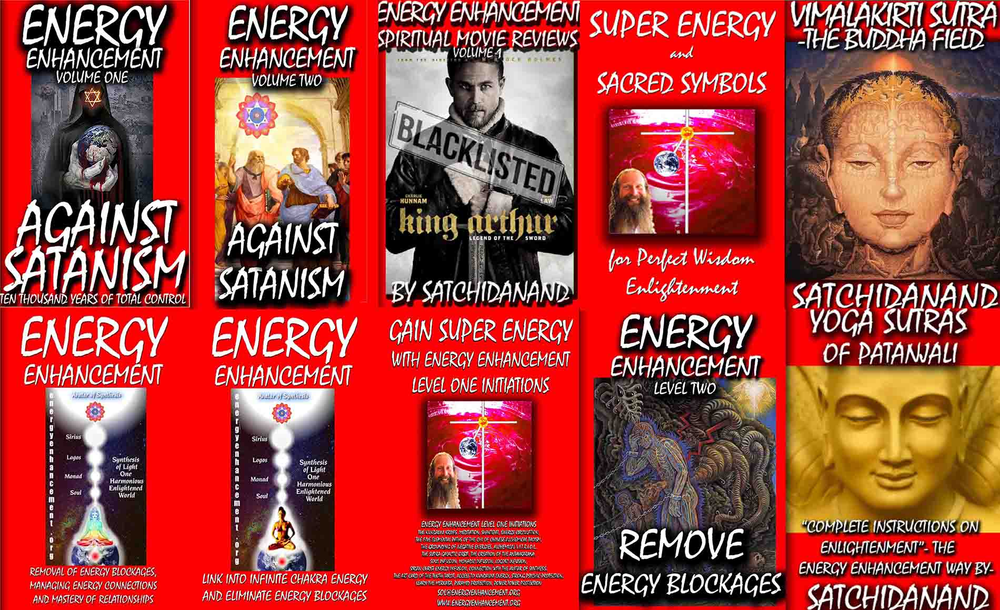 ENERGY
ENHANCEMENT
VOLUME ONE
AGAINST
SATANISM
TEN THOUSAND YEARS OF TOTAL CONTROL
ENERGY
ENHANCEMENT
VOLUME TWO
AGAINST
SATANISM
ENERGY ENHANCEMENT
SPIRITUAL MOVIE REVIEWS
VOLUME 1
BLACKLISTED
CHARLIE
HUNNAM
LAW
king arthur
LEGEND OF THE SWORD
BY SATCHIDANAND
SUPER ENERGY
and
SACRED SYMBOLS
for Perfect Wisdom
Enlightenment
VIMALAKIRTI SUTRA
-THE BUDDHA FIELD
SATCHIDANAND
ENERGY
ENHANCEMENT
energyenhancement.org
Avatar of Synthesis
Sirius
Logos
Monad
Soul
Synthesis
of Light
One
Harmonious
Enlightened
World
REMOVAL OF ENERGY BLOCKAGES,
MANAGING ENERGY CONNECTIONS
AND MASTERY OF RELATIONSHIPS
ENERGY
ENHANCEMENT
energyenhancement.org
Avatar of Synthesis
Sirius
Logos
Monad
Soul
Synthesis
of Light
One
Harmonious
Enlightened
World
LINK INTO INFINITE CHAKRA ENERGY
AND ELIMINATE ENERGY BLOCKAGES
GAIN SUPER ENERGY
WITH ENERGY ENHANCEMENT
LEVEL ONE INITIATIONS
ENERGY ENHANCEMENT LEVEL ONE INITIATIONS
THE KUNDALINI KRIYAS, MEDITATION, SHAKTIPAT, ENERGY CIRCULATION,
THE FIVE ELEMENTAL PATHS OF THE CHI OF CHINESE ALCHEMICAL TAOISM,
THE GROUNDING OF NEGATIVE ENERGIES, ALCHEMICAL V.I.T.R.I.O.L.
THE SUPRA GALACTIC ORBIT, THE CREATION OF THE ANTAHKARANA
SOUL INFUSION, MONADIC INFUSION, LOGOIC INFUSION,
SIRIAN CHRIST ENERGY INFUSION, CONNECTION WITH THE AVATAR OF SYNTHESIS.
THE ART CARD OF THE THOTH TAROT, ACCESS TO KUNDALINI ENERGY, STRONG PSYCHIC PROTECTION,
LEARN THE MERKABA, PYRAMID PROTECTION, POWER TOWER PROTECTION
SOL@ENERGYENHANCEMENT.ORG
WWW.ENERGYENHANCEMENT.ORG
ENERGY
ENHANCEMENT
LEVEL TWO
REMOVE
ENERGY BLOCKAGES
YOGA SUTRAS
OF PATANJALI
"COMPLETE INSTRUCTIONS ON
ENLIGHTENMENT"- THE
ENERGY ENHANCEMENT WAY BY-
SATCHIDANAND